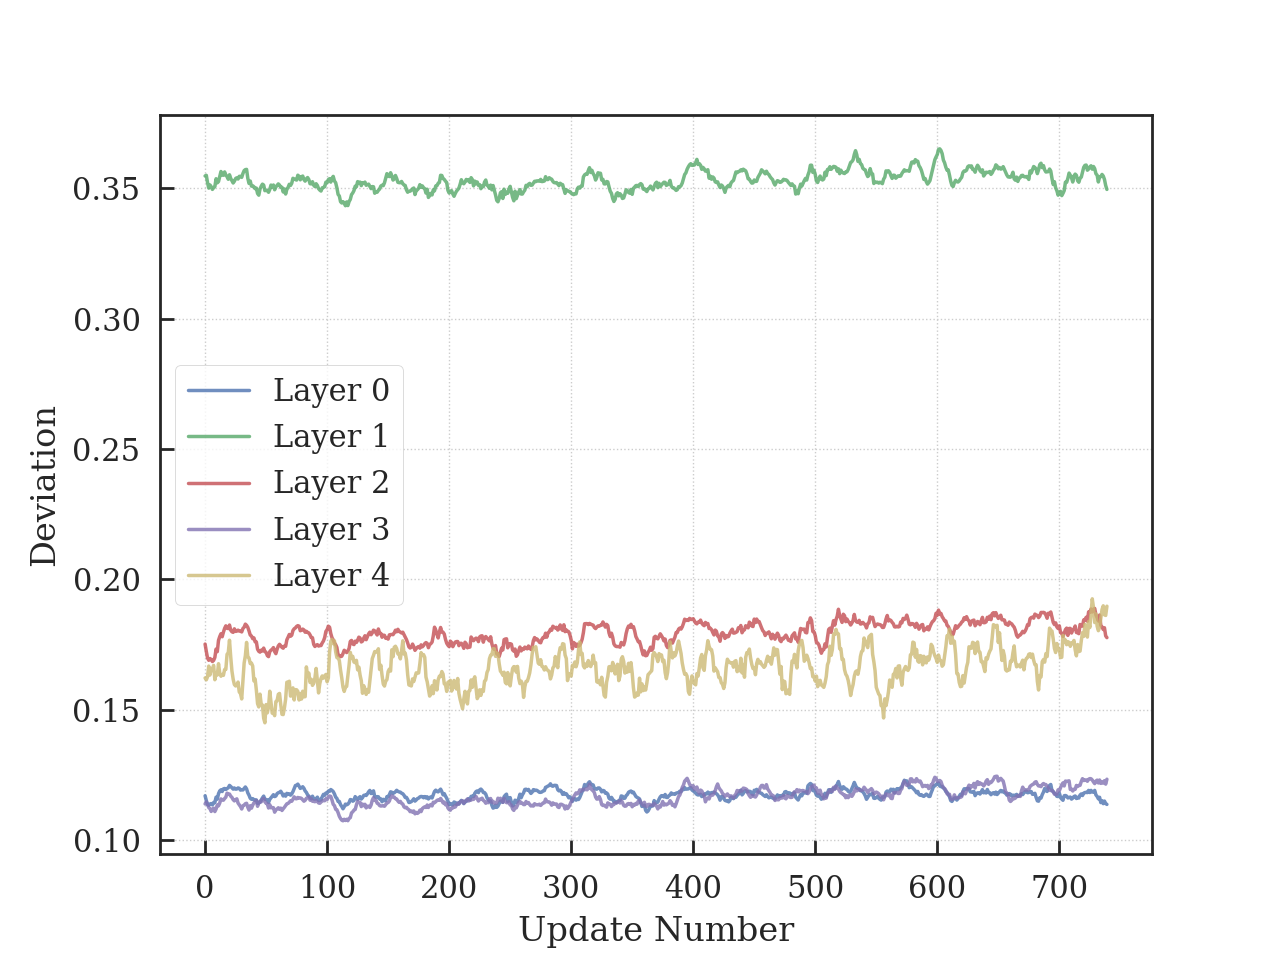 0.35
0.30
0.25
0.20
0.15
0.10
Deviation
Layer 0
Layer 1
Layer 2
Layer 3
Layer 4
0 100 200 300 400 500 600 700
Update Number